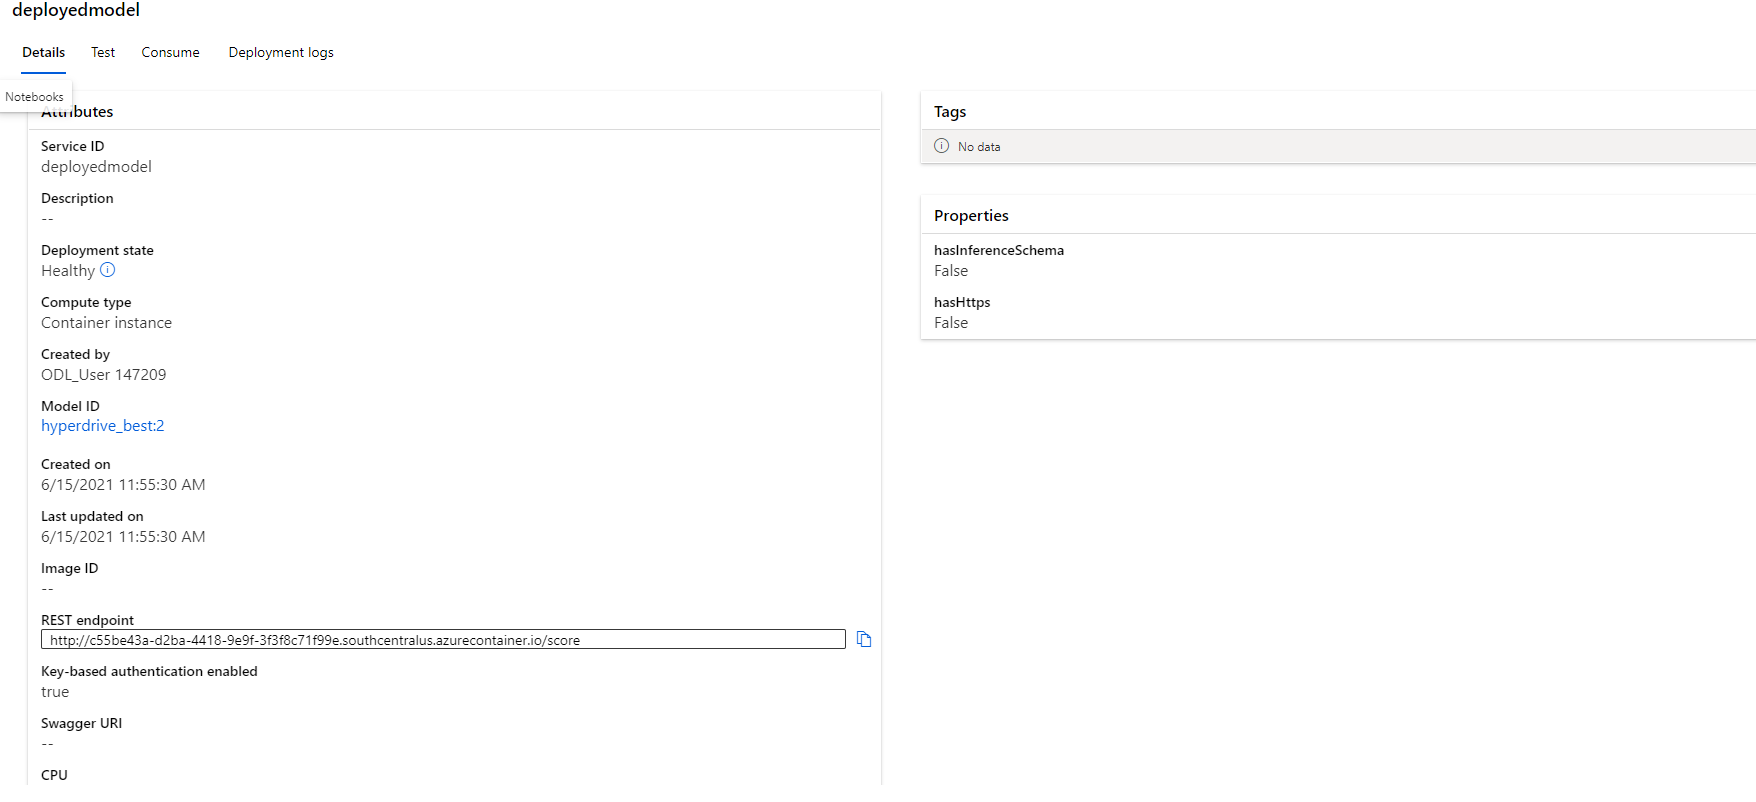 deployedmodel
Details Test Consume Deployment logs
Notebooks
Attributes
Service ID
deployedmodel
Description
--
Deployment state
Healthy
Compute type
Container instance
Created by
ODL_User 147209
Model ID
hyperdrive_best:2
Created on
6/15/2021 11:55:30 AM
Last updated on
6/15/2021 11:55:30 AM
Image ID
--
REST endpoint
http://c55be43a-d2ba-4418-9e9f-3f3f8c71f99e.southcentralus.azurecontainer.io/score
Key-based authentication enabled
true
Swagger URI
--
CPU
Tags
No data
Properties
hasInferenceSchema
False
hasHttps
False